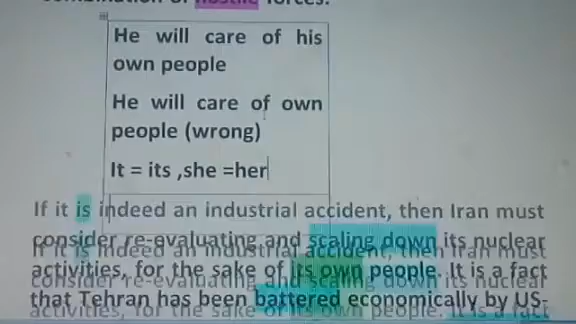 hostile forces.
He will care of his
own people
He will care of own
people (wrong)
It = its ,she =her
If it is indeed an industrial accident, then Iran must
consider re-evaluating and scaling down its nuclear
activities, for the sake of its own people. It is a fact
that Tehran has been battered economically by US-